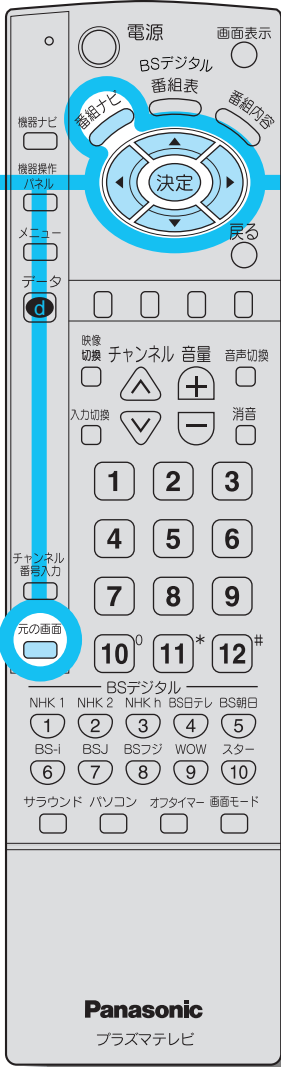 電源
画面表示
BSデジタル
番組表
番組ナビ
番組内容
機器ナビ
機器操作
パネル
決定
メニュー
戻る
データ
d
映像
切換
チャンネル
音量
音声切換
入力切換
消音
1 2 3
4 5 6
7 8 9
チャンネル
番号入力
元の画面
10 0 11 * 12 #
BSデジタル
NHK 1 NHK 2 NHK h BS日テレ BS朝日
1 2 3 4 5
BS-i BSJ BSフジ WOW スター
6 7 8 9 10
サラウンド パソコン オフタイマー 画面モード
Panasonic
プラズマテレビ